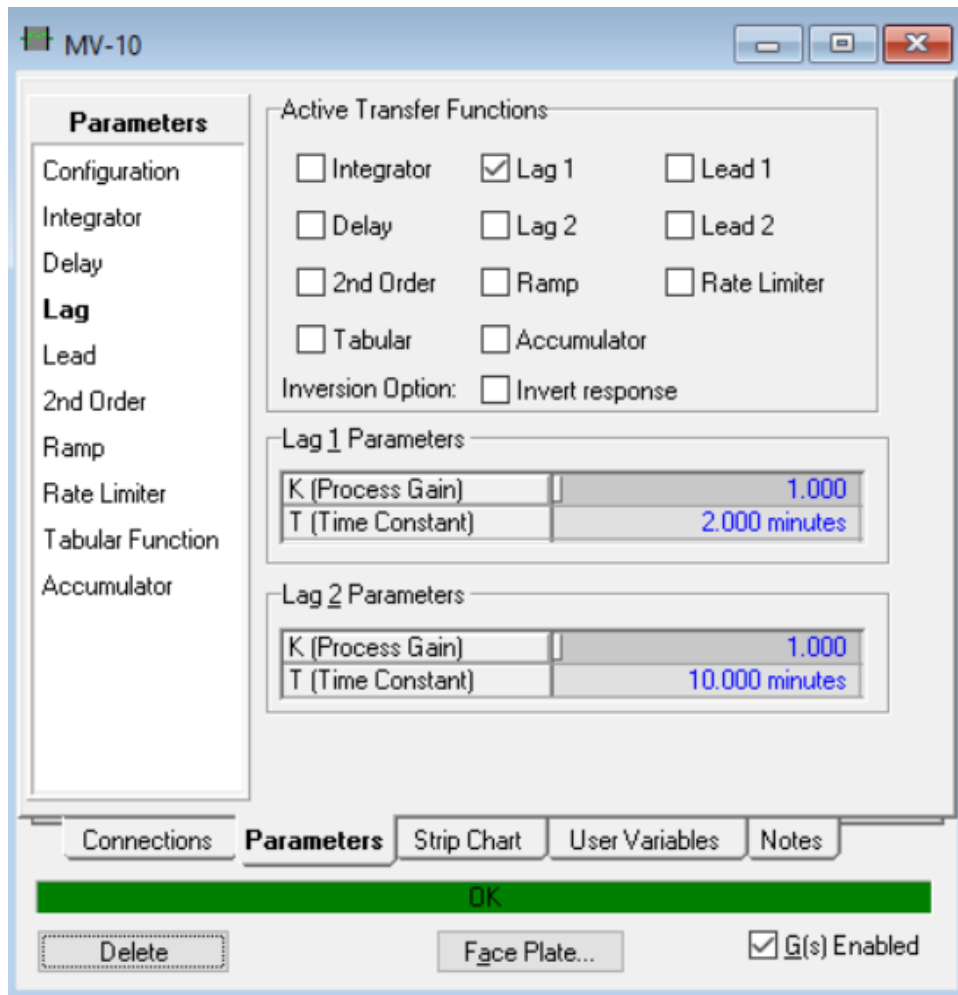 MV-10
Parameters
Configuration
Integrator
Delay
Lag
Lead
2nd Order
Ramp
Rate Limiter
Tabular Function
Accumulator
Active Transfer Functions
Integrator Lag 1 Lead 1
Delay Lag 2 Lead 2
2nd Order Ramp Rate Limiter
Tabular Accumulator
Inversion Option: Invert response
Lag 1 Parameters
K (Process Gain) 1.000
T (Time Constant) 2.000 minutes
Lag 2 Parameters
K (Process Gain) 1.000
T (Time Constant) 10.000 minutes
Connections Parameters Strip Chart User Variables Notes
OK
Delete Face Plate... G(s) Enabled